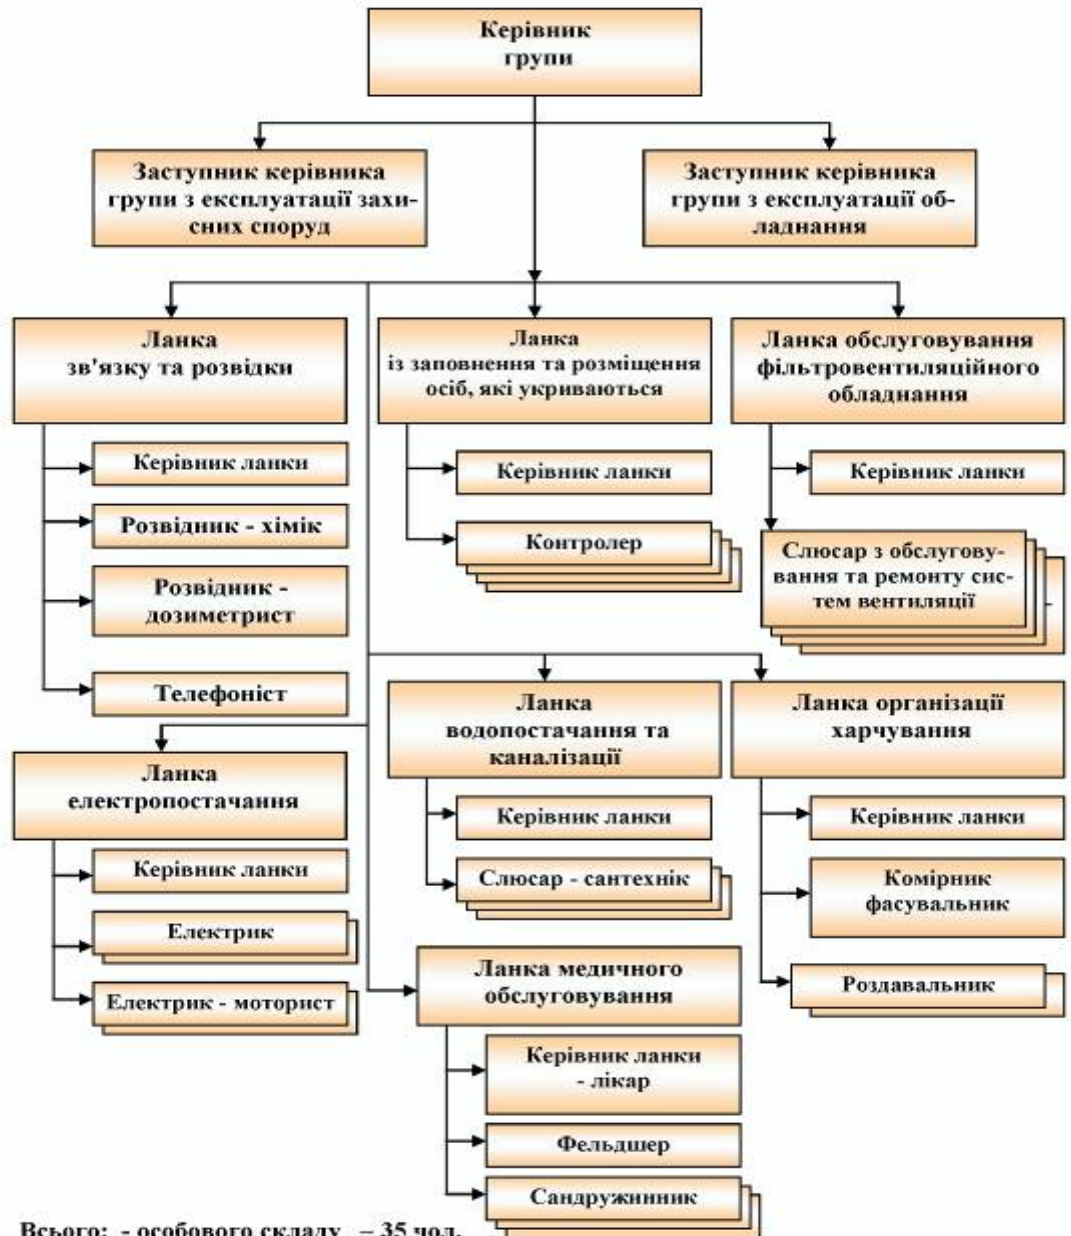 Керівник
групи
Заступник керівника
групи з експлуатації захи-
сних споруд
Заступник керівника
групи з експлуатації об-
ладнання
Ланка
зв'язку та розвідки
Керівник ланки
Розвідник - хімік
Розвідник -
дозиметрист
Телефоніст
Ланка
із заповнення та розміщення
осіб, які укриваються
Керівник ланки
Контролер
Ланка обслуговування
фільтровентиляційного
обладнання
Керівник ланки
Слюсар з обслугову-
вання та ремонту сис-
тем вентиляції
Ланка
електропостачання
Керівник ланки
Електрик
Електрик - моторист
Ланка
водопостачання та
каналізації
Керівник ланки
Слюсар - сантехнік
Ланка організації
харчування
Керівник ланки
Комірник
фасувальник
Роздавальник
Ланка медичного
обслуговування
Керівник ланки
- лікар
Фельдшер
Сандружинник
Всього: - особового складу – 35 чол.